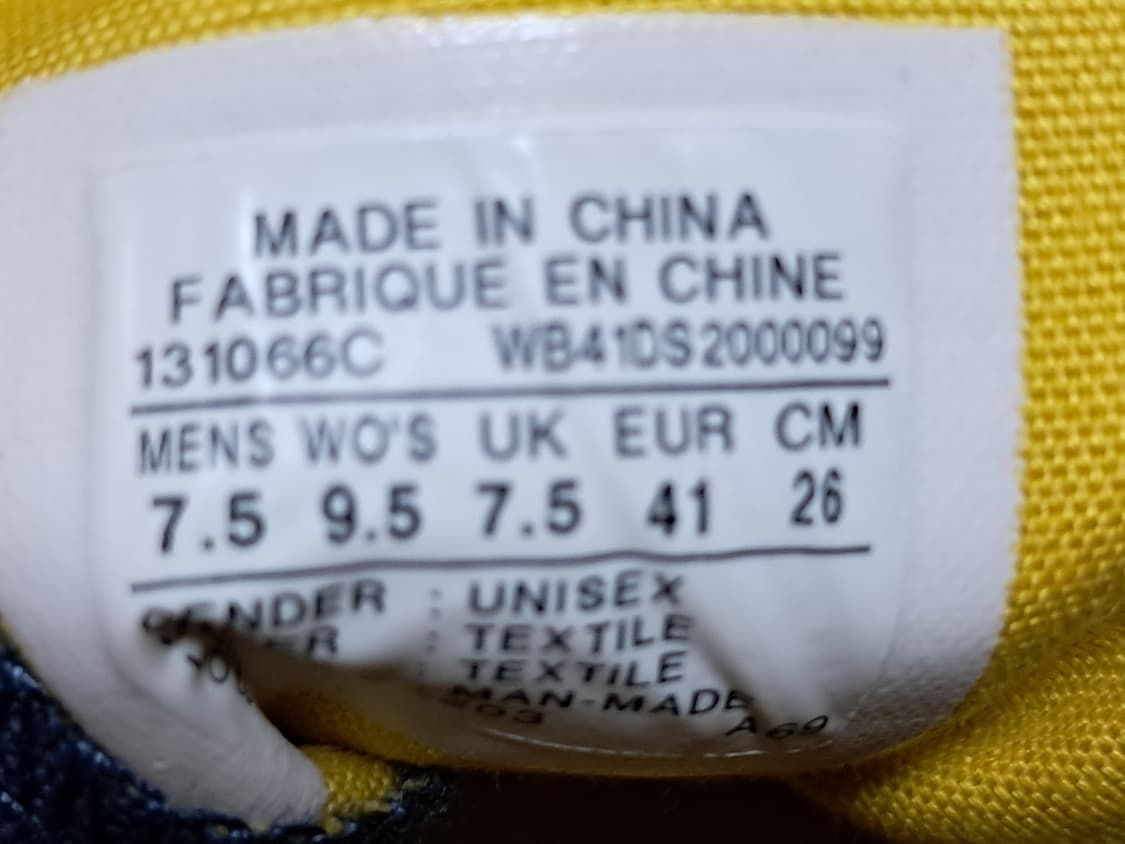 MADE IN CHINA
FABRIQUE EN CHINE
131066C WB41DS2000099
MENS WO'S UK EUR CM
7.5 9.5 7.5 41 26
GENDER : UNISEX
: TEXTILE
: TEXTILE
MAN-MADE
A69